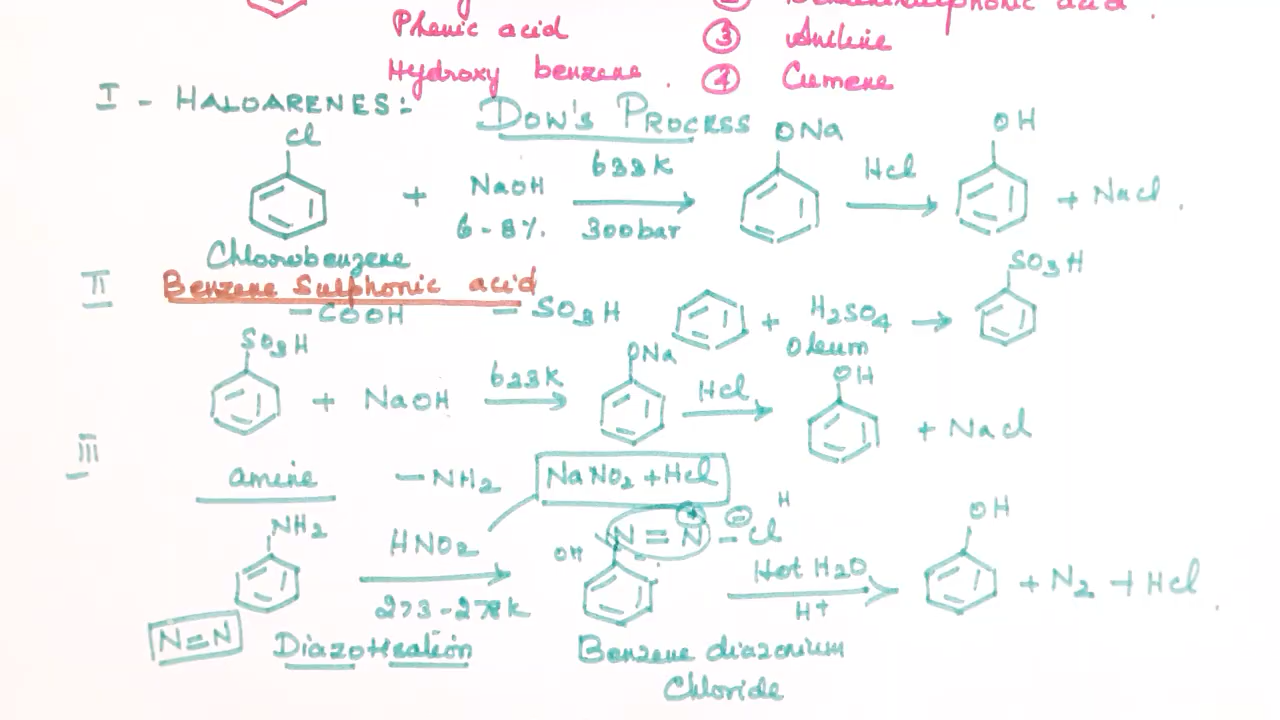 Phenic acid
③ Aniline
Hydroxy benzene . ④ Cumene
I - HALOARENES:
DOW'S PROCESS
Cl + NaOH 6-8% 633K 300bar → ONa HCl → OH + NaCl .
Chlorobenzene
II Benzene Sulphonic acid
-COOH -SO3H + H2SO4 → SO3H
Oleum
SO3H + NaOH 623K → ONa HCl → OH + NaCl
III
amine -NH2 NaNO2 + HCl
NH2 HNO2 → 273-278K OH N=N ⊕ ⊖ - Cl H Hot H2O → H+ OH + N2 + HCl .
N=N Diazotisation Benzene diazonium
Chloride